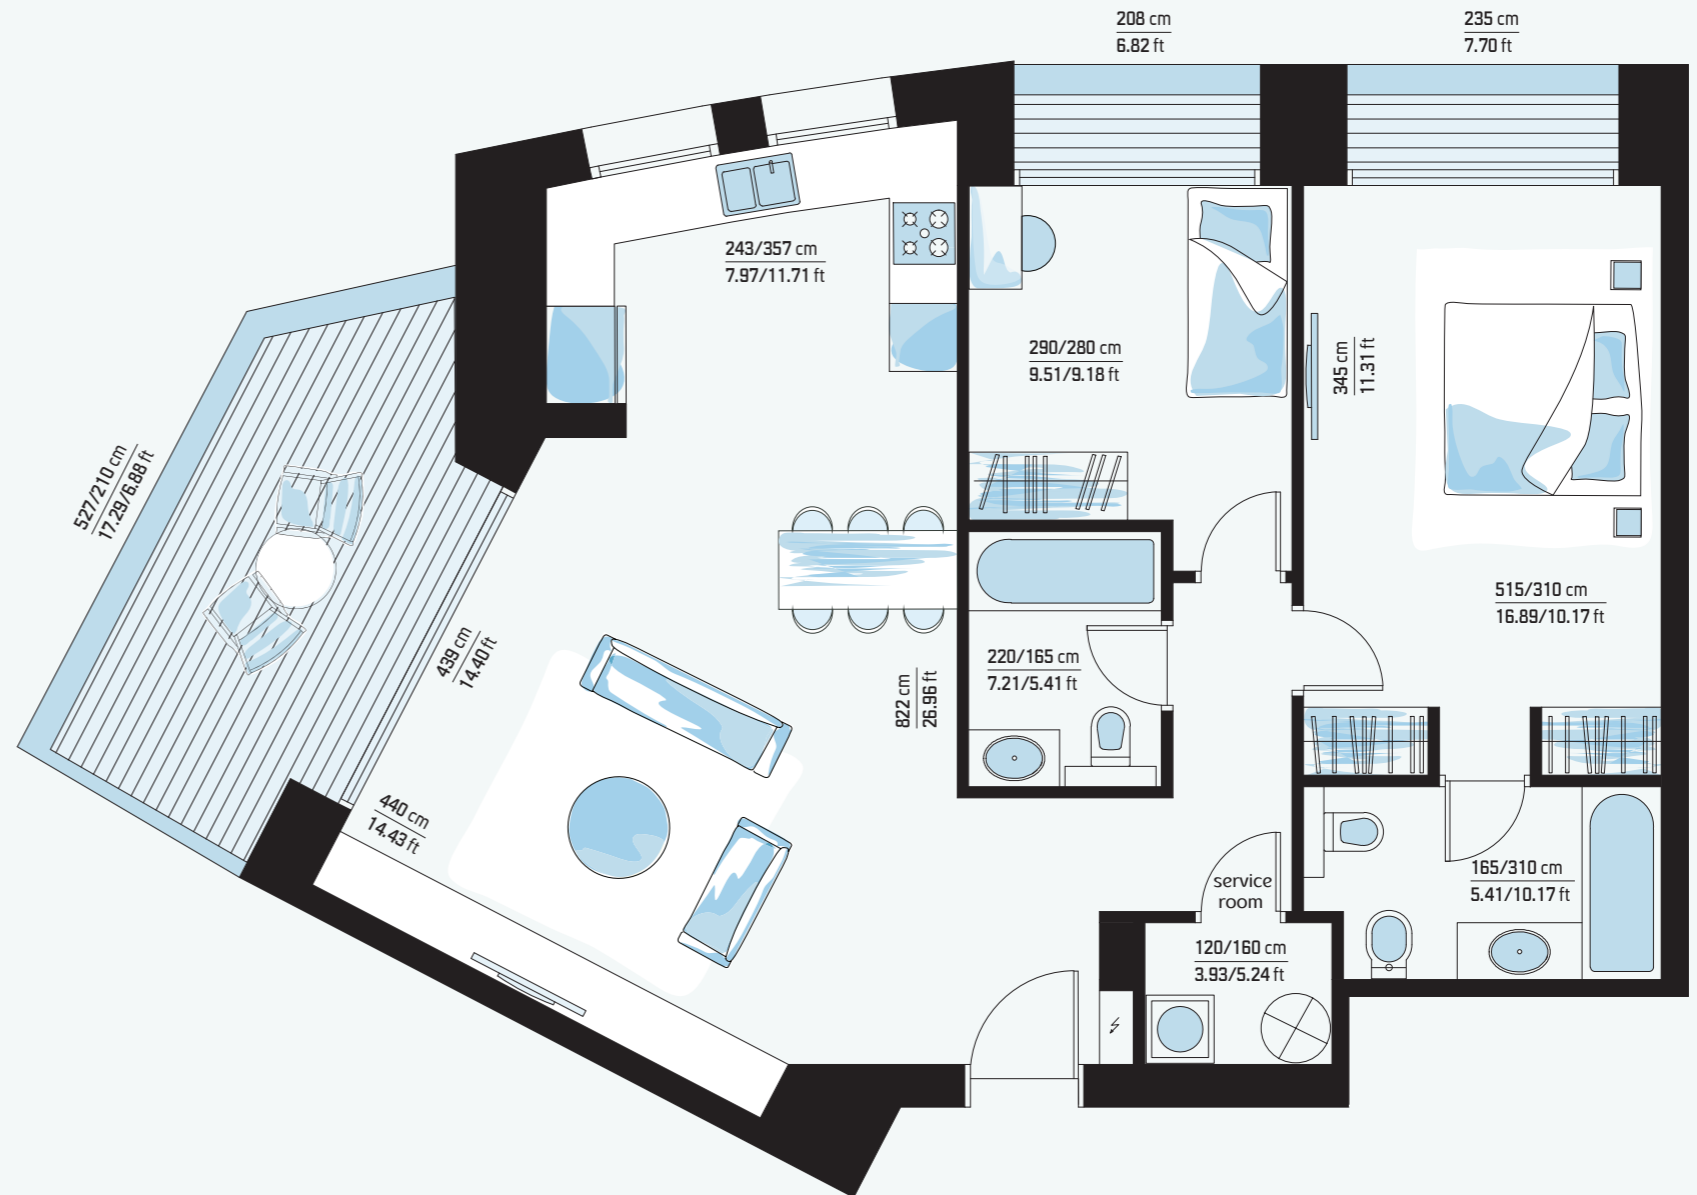 208 cm
6.82 ft
235 cm
7.70 ft
243/357 cm
7.97/11.71 ft
290/280 cm
9.51/9.18 ft
345 cm
11.31 ft
527/210 cm
17.29/6.88 ft
439 cm
14.40 ft
515/310 cm
16.89/10.17 ft
220/165 cm
7.21/5.41 ft
822 cm
26.96 ft
440 cm
14.43 ft
165/310 cm
5.41/10.17 ft
service
room
120/160 cm
3.93/5.24 ft